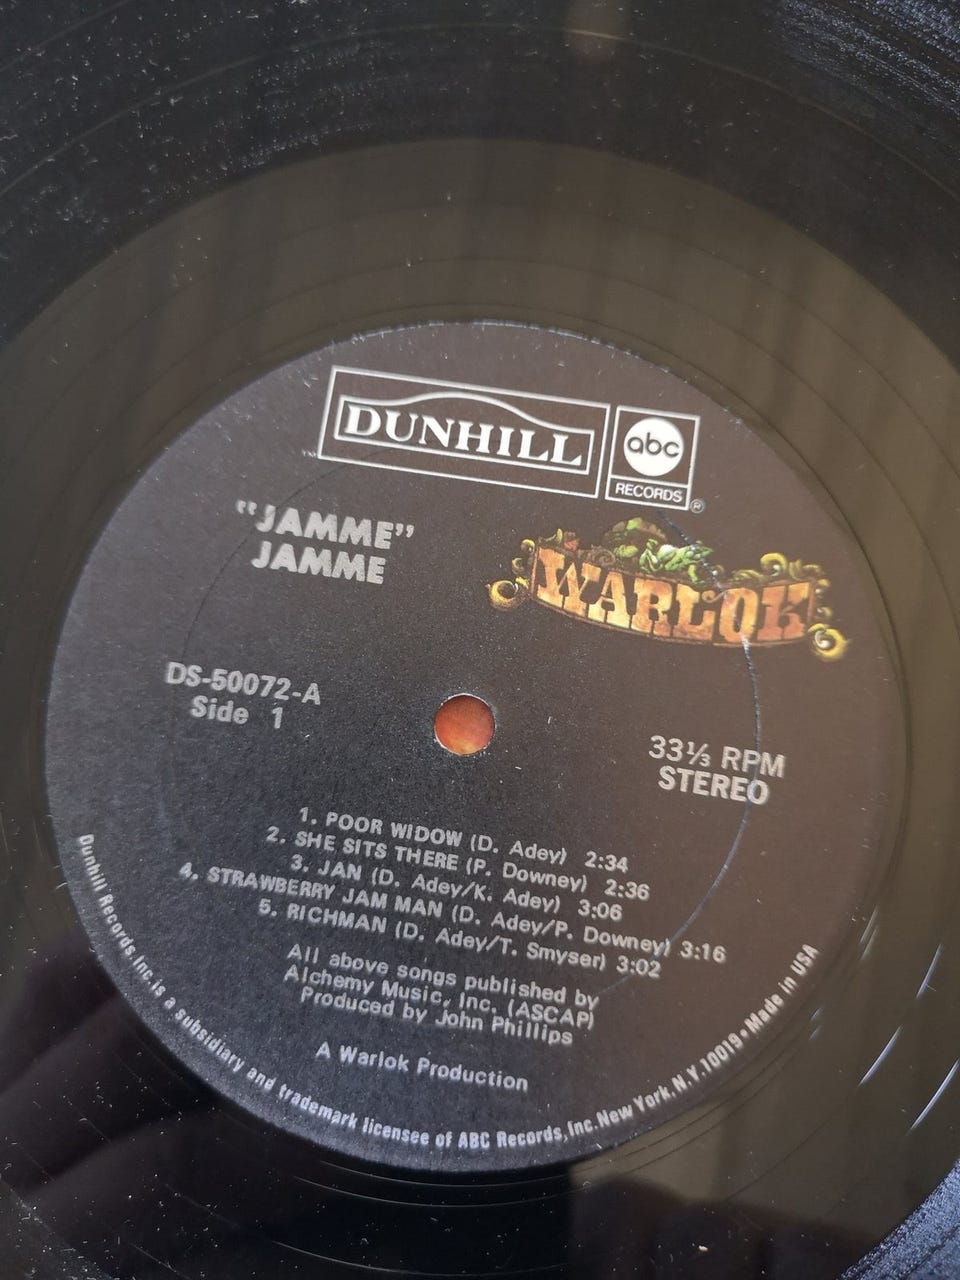 DUNHILL
abc
RECORDS ®
TM
"JAMME"
JAMME
WARLOK
DS-50072-A
Side 1
33⅓ RPM
STEREO
1. POOR WIDOW (D. Adey) 2:34
2. SHE SITS THERE (P. Downey) 2:36
3. JAN (D. Adey/K. Adey) 3:06
4. STRAWBERRY JAM MAN (D. Adey/P. Downey) 3:16
5. RICHMAN (D. Adey/T. Smyser) 3:02
All above songs published by
Alchemy Music, Inc. (ASCAP)
Produced by John Phillips
A Warlok Production
Dunhill Records,Inc.is a subsidiary and trademark licensee of ABC Records,Inc.New York,N.Y.10019•Made in USA